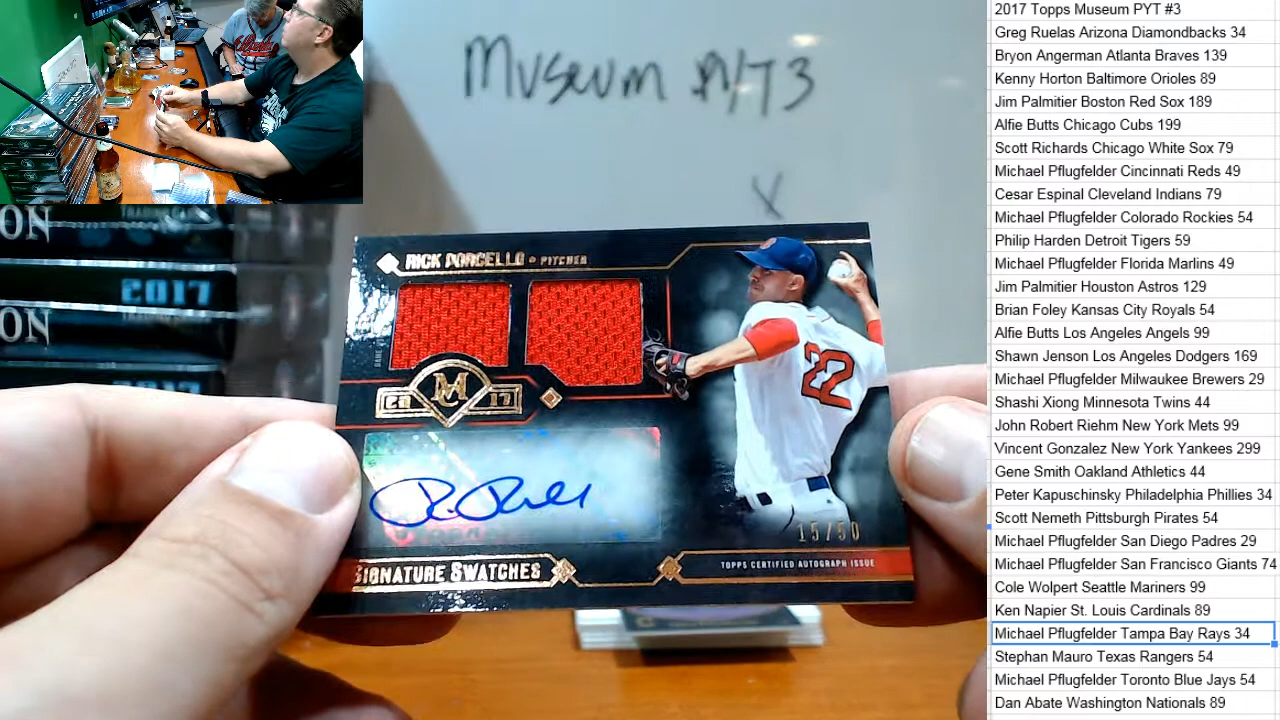 Museum PYT3
X
ON
2017
ON
RICK PORCELLO PITCHER
22
20 M 17
15/50
SIGNATURE SWATCHES
TOPPS CERTIFIED AUTOGRAPH ISSUE
2017 Topps Museum PYT #3
Greg Ruelas Arizona Diamondbacks 34
Bryon Angerman Atlanta Braves 139
Kenny Horton Baltimore Orioles 89
Jim Palmitier Boston Red Sox 189
Alfie Butts Chicago Cubs 199
Scott Richards Chicago White Sox 79
Michael Pflugfelder Cincinnati Reds 49
Cesar Espinal Cleveland Indians 79
Michael Pflugfelder Colorado Rockies 54
Philip Harden Detroit Tigers 59
Michael Pflugfelder Florida Marlins 49
Jim Palmitier Houston Astros 129
Brian Foley Kansas City Royals 54
Alfie Butts Los Angeles Angels 99
Shawn Jenson Los Angeles Dodgers 169
Michael Pflugfelder Milwaukee Brewers 29
Shashi Xiong Minnesota Twins 44
John Robert Riehm New York Mets 99
Vincent Gonzalez New York Yankees 299
Gene Smith Oakland Athletics 44
Peter Kapuschinsky Philadelphia Phillies 34
Scott Nemeth Pittsburgh Pirates 54
Michael Pflugfelder San Diego Padres 29
Michael Pflugfelder San Francisco Giants 74
Cole Wolpert Seattle Mariners 99
Ken Napier St. Louis Cardinals 89
Michael Pflugfelder Tampa Bay Rays 34
Stephan Mauro Texas Rangers 54
Michael Pflugfelder Toronto Blue Jays 54
Dan Abate Washington Nationals 89